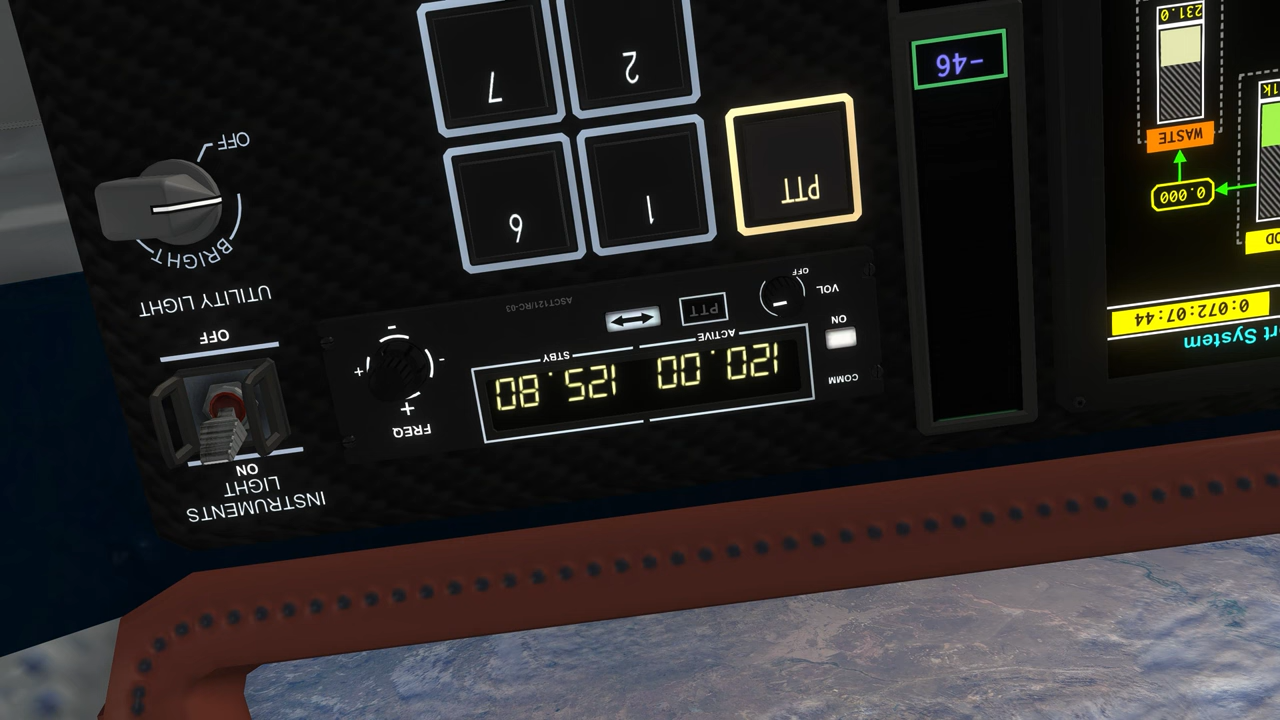 rt System
0:072:07:44
0.000
WASTE
231.0
-46
COMM
ON
VOL
OFF
ACTIVE
120.00
STBY
125.80
PTT
ASCT121/RC-03
FREQ
+
-
+
-
INSTRUMENTS
LIGHT
ON
OFF
UTILITY LIGHT
BRIGHT
OFF
PTT
1
6
2
7